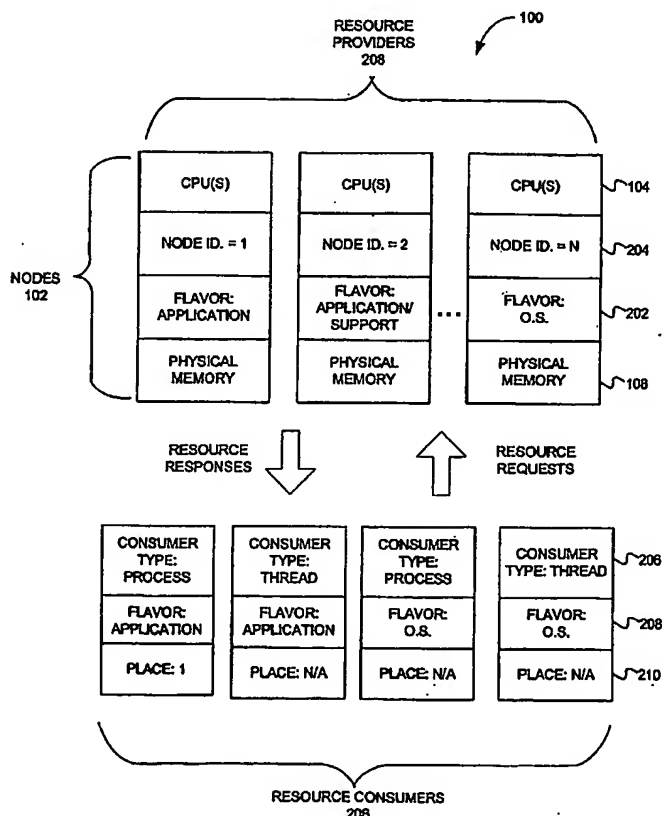 RESOURCE
PROVIDERS
208
100
CPU(S)
CPU(S)
CPU(S)
104
NODE ID. = 1
NODE ID. = 2
NODE ID. = N
204
NODES
102
FLAVOR:
APPLICATION
FLAVOR:
APPLICATION/
SUPPORT
...
FLAVOR:
O.S.
202
PHYSICAL
MEMORY
PHYSICAL
MEMORY
PHYSICAL
MEMORY
108
RESOURCE
RESPONSES
RESOURCE
REQUESTS
CONSUMER
TYPE:
PROCESS
CONSUMER
TYPE:
THREAD
CONSUMER
TYPE:
PROCESS
CONSUMER
TYPE: THREAD
206
FLAVOR:
APPLICATION
FLAVOR:
APPLICATION
FLAVOR:
O.S.
FLAVOR:
O.S.
208
PLACE: 1
PLACE: N/A
PLACE: N/A
PLACE: N/A
210
RESOURCE CONSUMERS
208